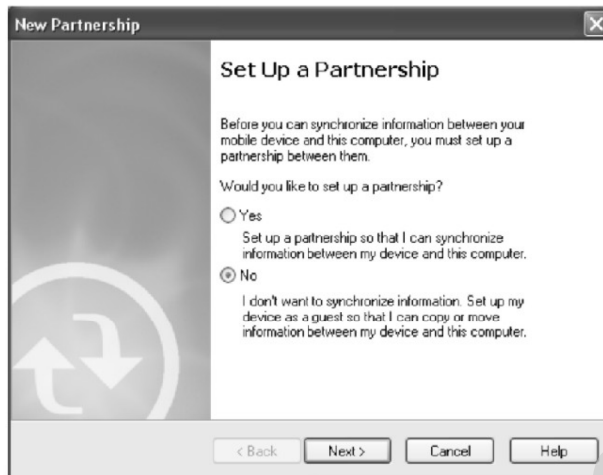 New Partnership
Set Up a Partnership
Before you can synchronize information between your
mobile device and this computer, you must set up a
partnership between them.
Would you like to set up a partnership?
Yes
Set up a partnership so that I can synchronize
information between my device and this computer.
No
I don't want to synchronize information. Set up my
device as a guest so that I can copy or move
information between my device and this computer.
< Back Next > Cancel Help